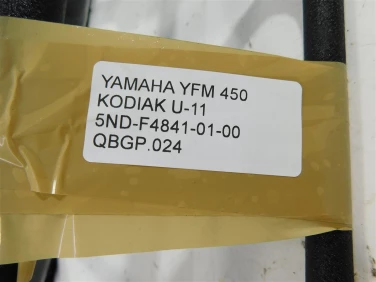 YAMAHA YFM 450
KODIAK U-11
5ND-F4841-01-00
QBGP.024